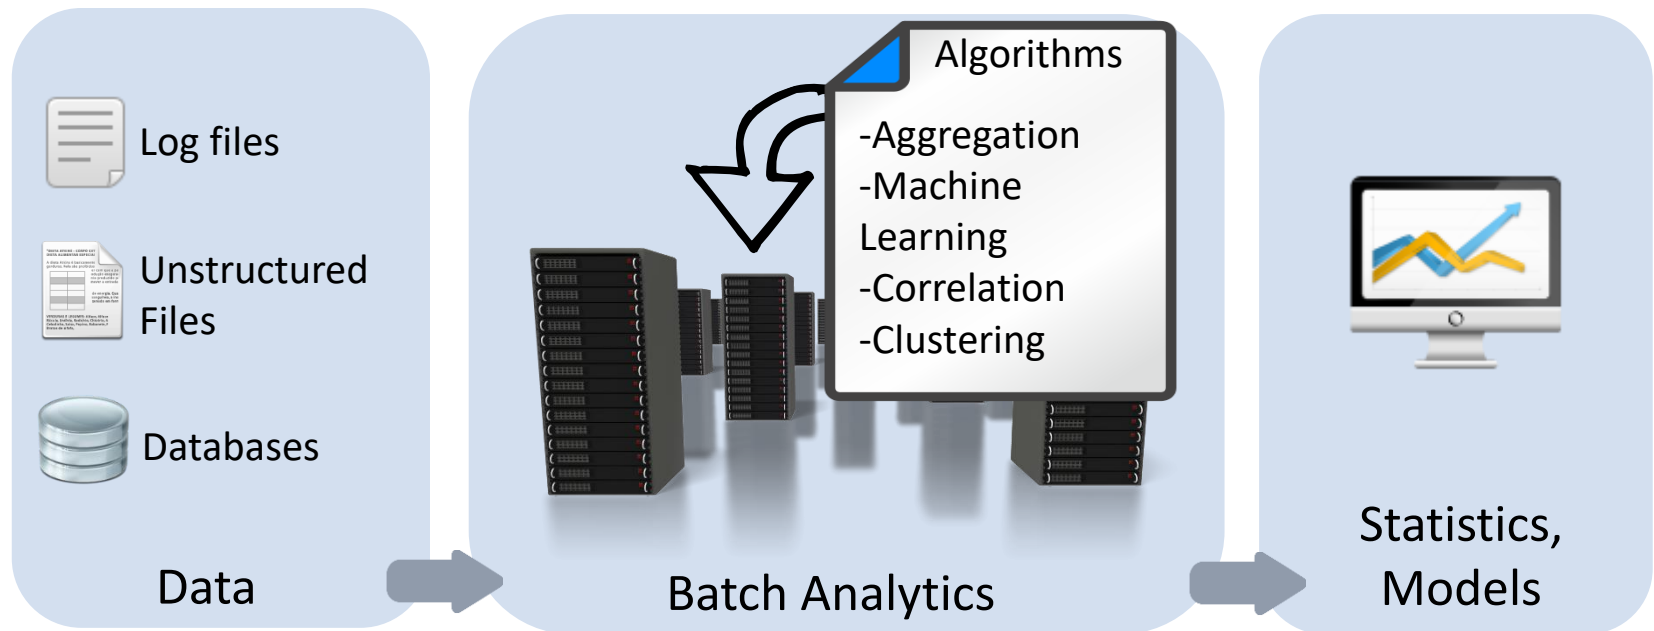 Log files
Unstructured
Files
Databases
Data
Algorithms
-Aggregation
-Machine
Learning
-Correlation
-Clustering
Batch Analytics
Statistics,
Models